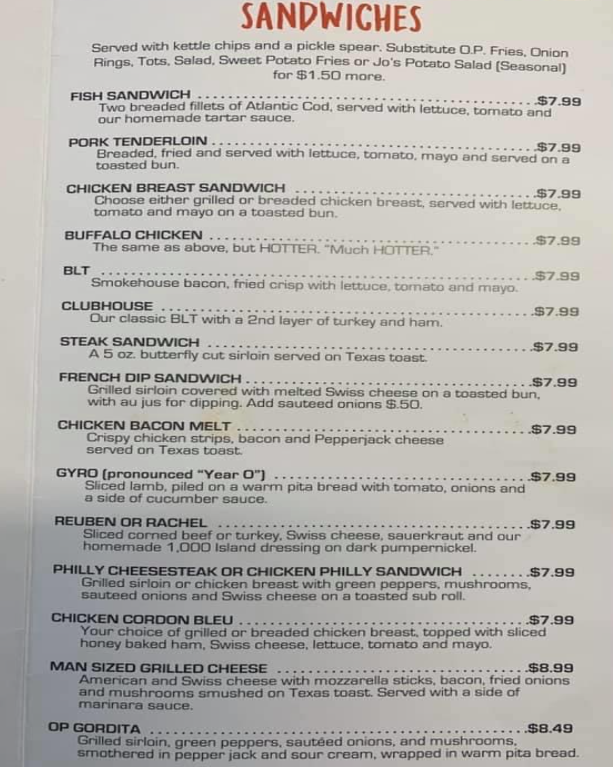 SANDWICHES
Served with kettle chips and a pickle spear. Substitute O.P. Fries, Onion
Rings, Tots, Salad, Sweet Potato Fries or Jo's Potato Salad (Seasonal)
for $1.50 more.
FISH SANDWICH ........................................$7.99
Two breaded fillets of Atlantic Cod, served with lettuce, tomato and
our homemade tartar sauce.
PORK TENDERLOIN ........................................$7.99
Breaded, fried and served with lettuce, tomato, mayo and served on a
toasted bun.
CHICKEN BREAST SANDWICH ..............................$7.99
Choose either grilled or breaded chicken breast, served with lettuce,
tomato and mayo on a toasted bun.
BUFFALO CHICKEN ........................................$7.99
The same as above, but HOTTER. "Much HOTTER."
BLT ........................................$7.99
Smokehouse bacon, fried crisp with lettuce, tomato and mayo.
CLUBHOUSE ........................................$7.99
Our classic BLT with a 2nd layer of turkey and ham.
STEAK SANDWICH ........................................$7.99
A 5 oz. butterfly cut sirloin served on Texas toast.
FRENCH DIP SANDWICH ........................................$7.99
Grilled sirloin covered with melted Swiss cheese on a toasted bun,
with au jus for dipping. Add sauteed onions $.50.
CHICKEN BACON MELT ........................................$7.99
Crispy chicken strips, bacon and Pepperjack cheese
served on Texas toast.
GYRO (pronounced "Year O") ..............................$7.99
Sliced lamb, piled on a warm pita bread with tomato, onions and
a side of cucumber sauce.
REUBEN OR RACHEL ........................................$7.99
Sliced corned beef or turkey, Swiss cheese, sauerkraut and our
homemade 1,000 Island dressing on dark pumpernickel.
PHILLY CHEESESTEAK OR CHICKEN PHILLY SANDWICH ........$7.99
Grilled sirloin or chicken breast with green peppers, mushrooms,
sauteed onions and Swiss cheese on a toasted sub roll.
CHICKEN CORDON BLEU ........................................$7.99
Your choice of grilled or breaded chicken breast, topped with sliced
honey baked ham, Swiss cheese, lettuce, tomato and mayo.
MAN SIZED GRILLED CHEESE ..............................$8.99
American and Swiss cheese with mozzarella sticks, bacon, fried onions
and mushrooms smushed on Texas toast. Served with a side of
marinara sauce.
OP GORDITA ........................................$8.49
Grilled sirloin, green peppers, sautéed onions, and mushrooms,
smothered in pepper jack and sour cream, wrapped in warm pita bread.